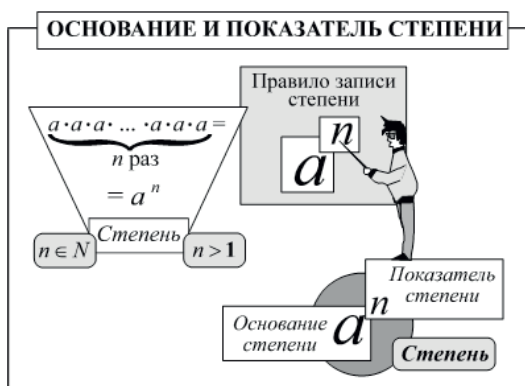 ОСНОВАНИЕ И ПОКАЗАТЕЛЬ СТЕПЕНИ
a·a·a· ... ·a·a·a =
n раз
= aⁿ
Степень
n ∈ N
n > 1
Правило записи
степени
n
a
Показатель
степени
n
Основание
степени
a
Степень